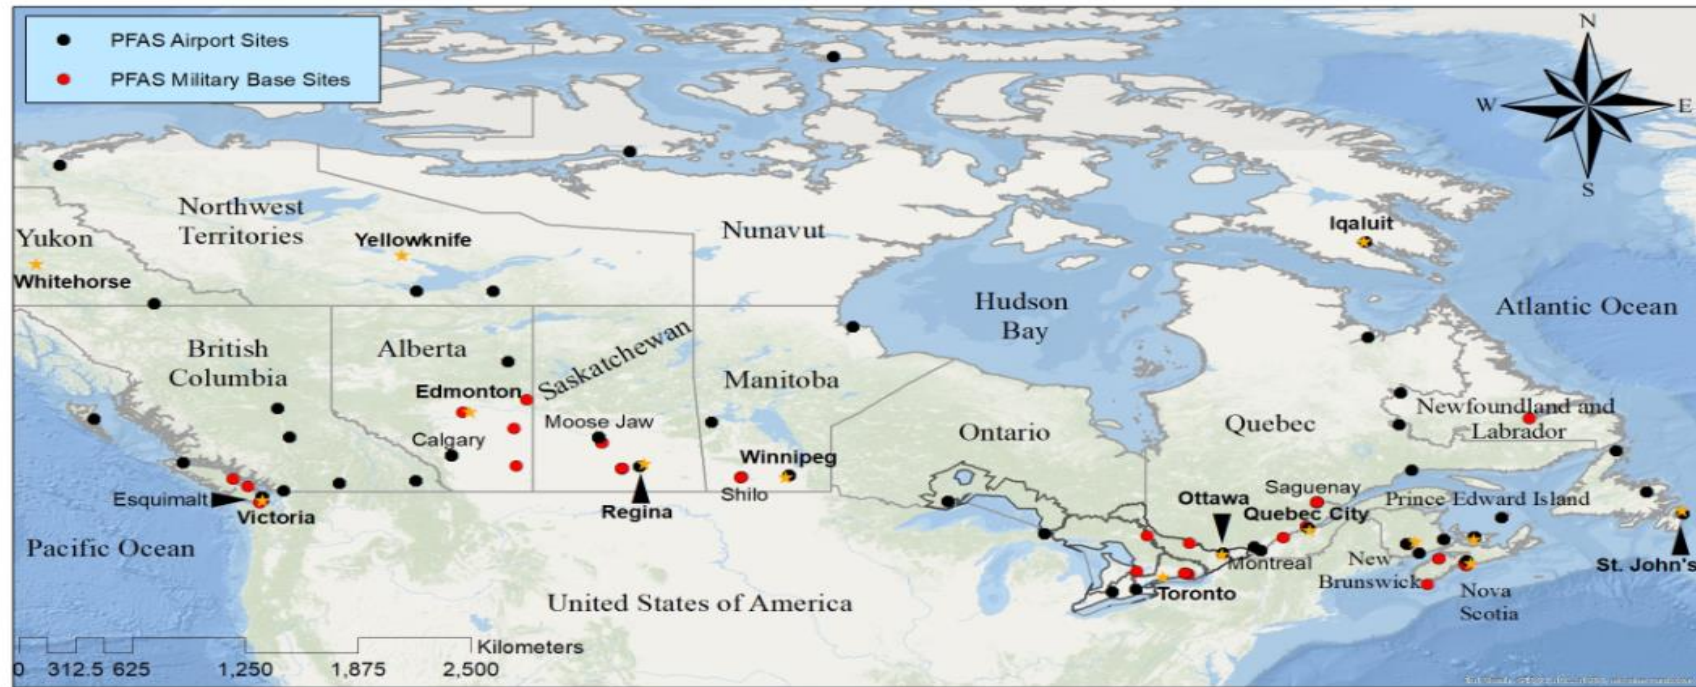 PFAS Airport Sites
PFAS Military Base Sites
N
W
E
S
Northwest
Territories
Yukon
Whitehorse
Yellowknife
Nunavut
Iqaluit
Hudson
Bay
Atlantic Ocean
British
Columbia
Alberta
Saskatchewan
Edmonton
Manitoba
Calgary
Moose Jaw
Ontario
Quebec
Newfoundland and
Labrador
Winnipeg
Shilo
Esquimalt
Victoria
Regina
Ottawa
Saguenay
Quebec City
Prince Edward Island
Pacific Ocean
Montreal
New
Brunswick
Nova
Scotia
St. John's
Toronto
United States of America
Kilometers
0 312.5 625 1,250 1,875 2,500